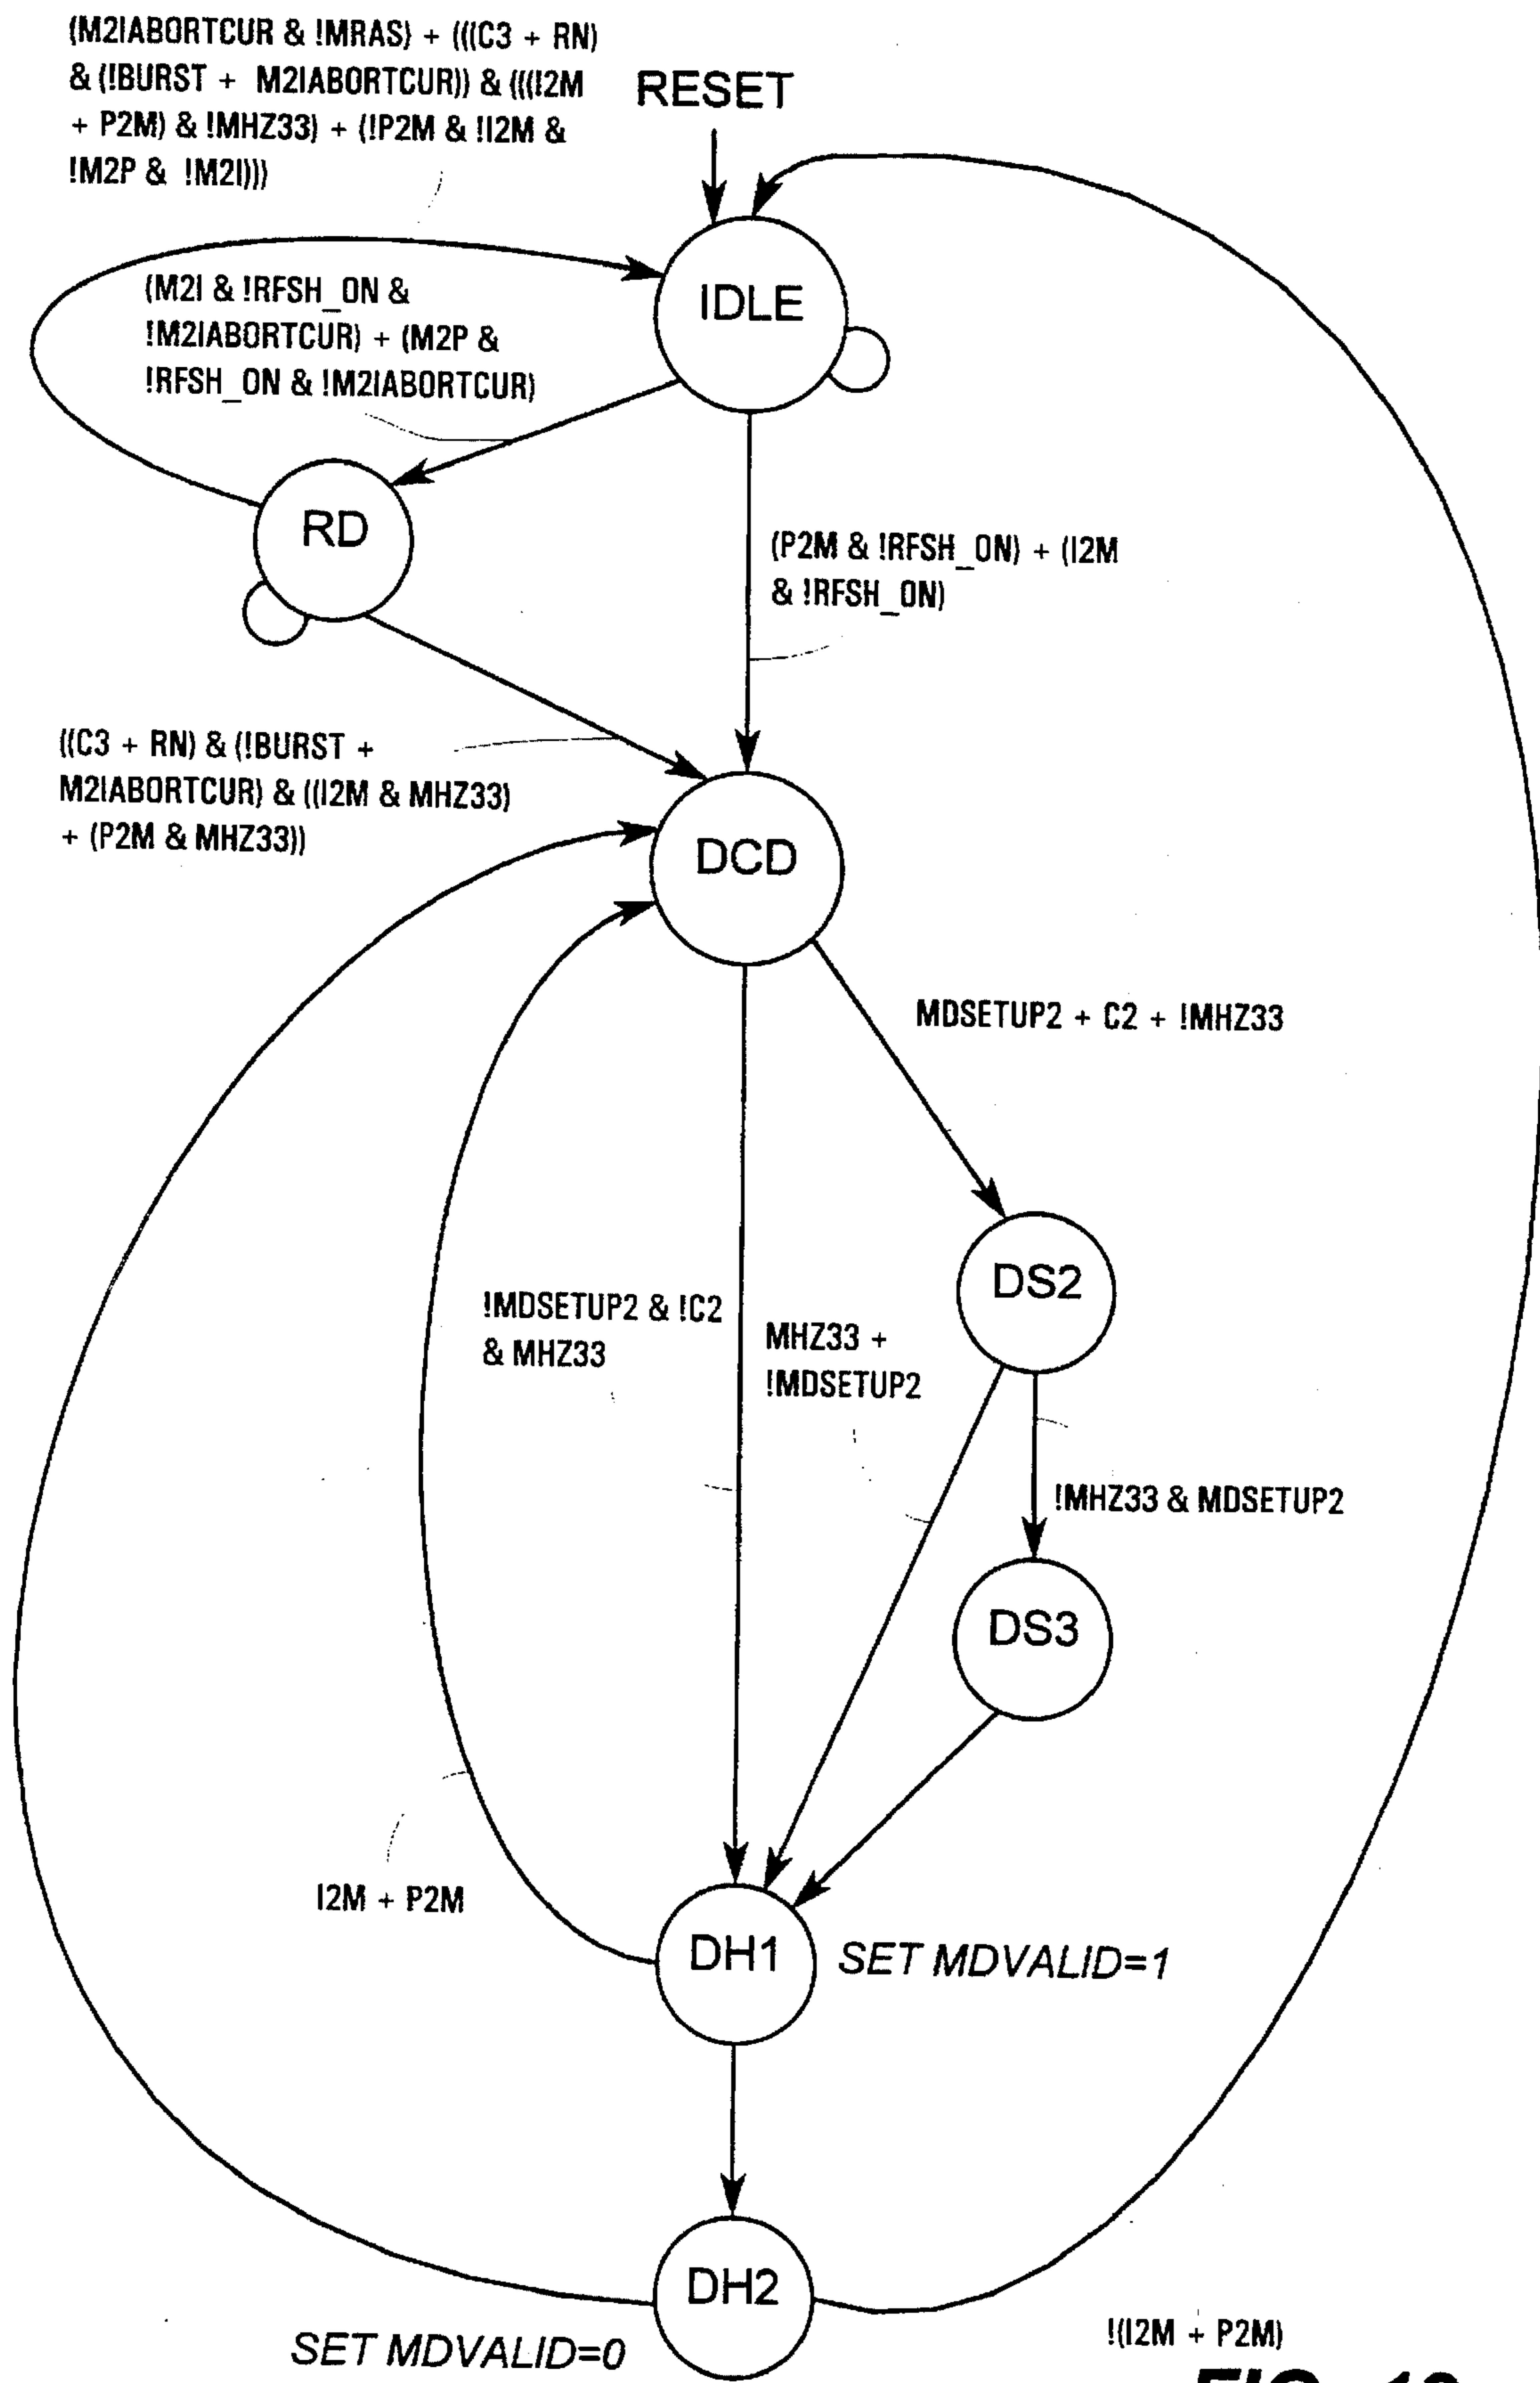 (M2IABORTCUR & !MRAS) + (((C3 + RN)
& (!BURST + M2IABORTCUR)) & (((I2M
+ P2M) & !MHZ33) + (!P2M & !I2M &
!M2P & !M2I)))
RESET
IDLE
(M2I & !RFSH_ON &
!M2IABORTCUR) + (M2P &
!RFSH_ON & !M2IABORTCUR)
RD
(P2M & !RFSH_ON) + (I2M
& !RFSH_ON)
((C3 + RN) & (!BURST +
M2IABORTCUR) & ((I2M & MHZ33)
+ (P2M & MHZ33))
DCD
MDSETUP2 + C2 + !MHZ33
DS2
!MDSETUP2 & !C2
& MHZ33
MHZ33 +
!MDSETUP2
!MHZ33 & MDSETUP2
DS3
I2M + P2M
DH1
SET MDVALID=1
DH2
SET MDVALID=0
!(I2M + P2M)